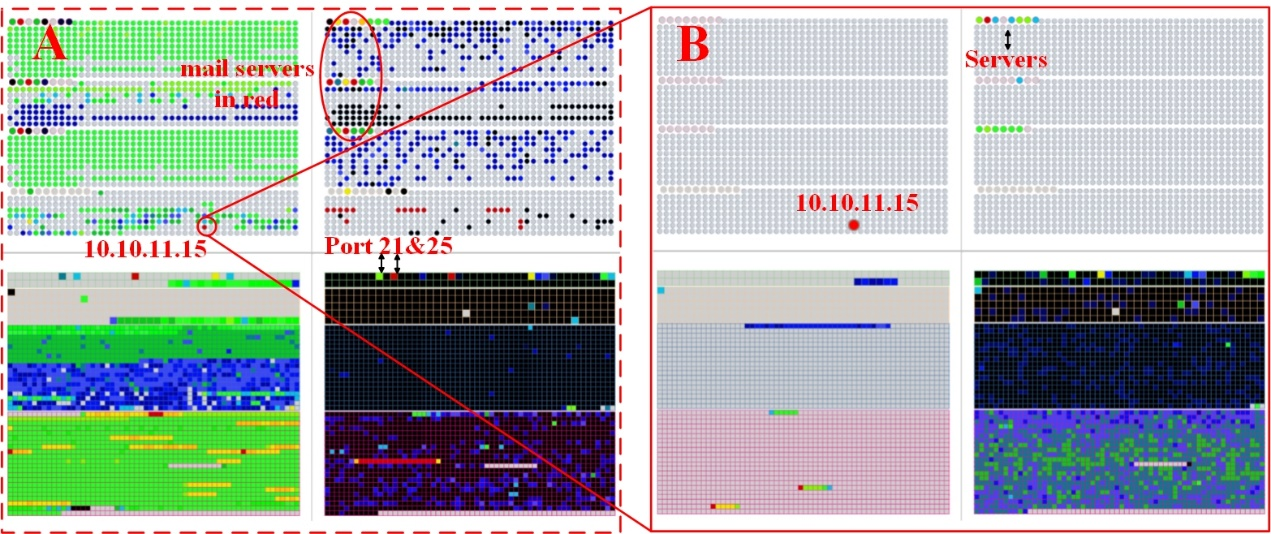 A
mail servers
in red
10.10.11.15
Port 21&25
B
Servers
10.10.11.15